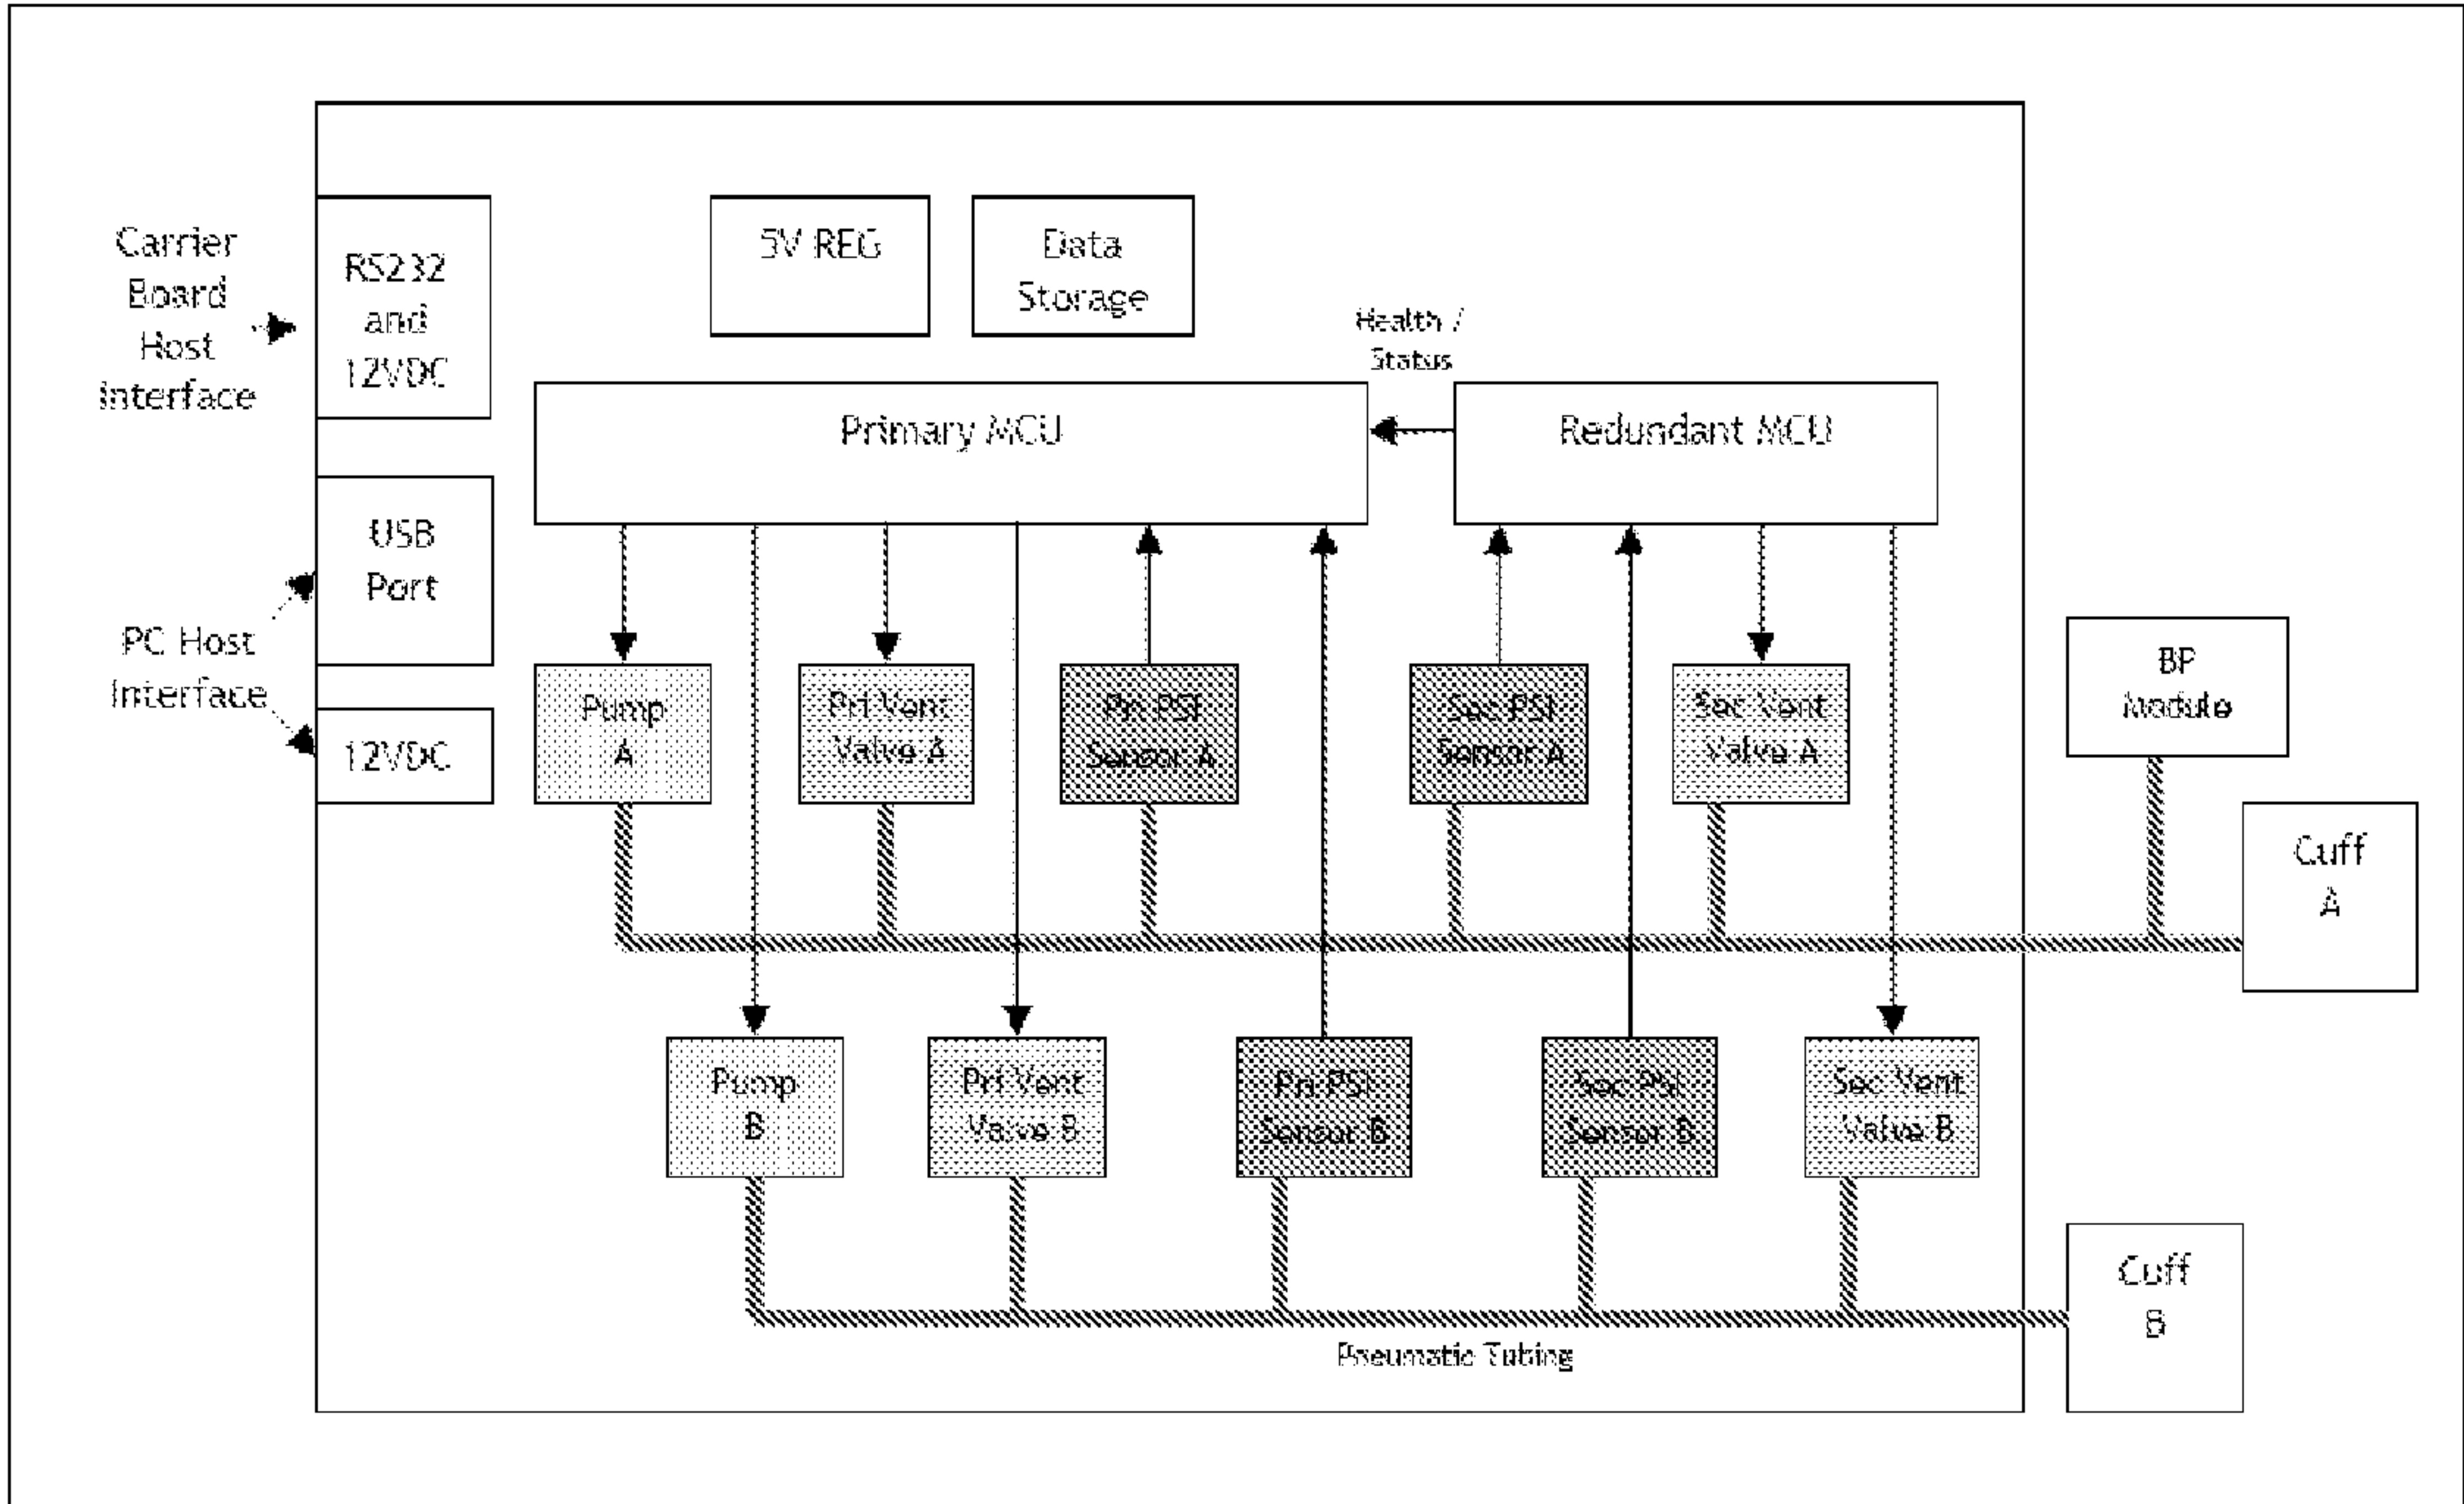 Carrier
Board
Host
Interface
RS232
and
12VDC
5V REG
Data
Storage
Health /
Status
Primary MCU
Redundant MCU
USB
Port
PC Host
Interface
12VDC
Pump
A
Pri Vent
Valve A
Pri PSI
Sensor A
Sec PSI
Sensor A
Sec Vent
Valve A
BP
Module
Cuff
A
Pump
B
Pri Vent
Valve B
Pri PSI
Sensor B
Sec PSI
Sensor B
Sec Vent
Valve B
Cuff
B
Pneumatic Tubing